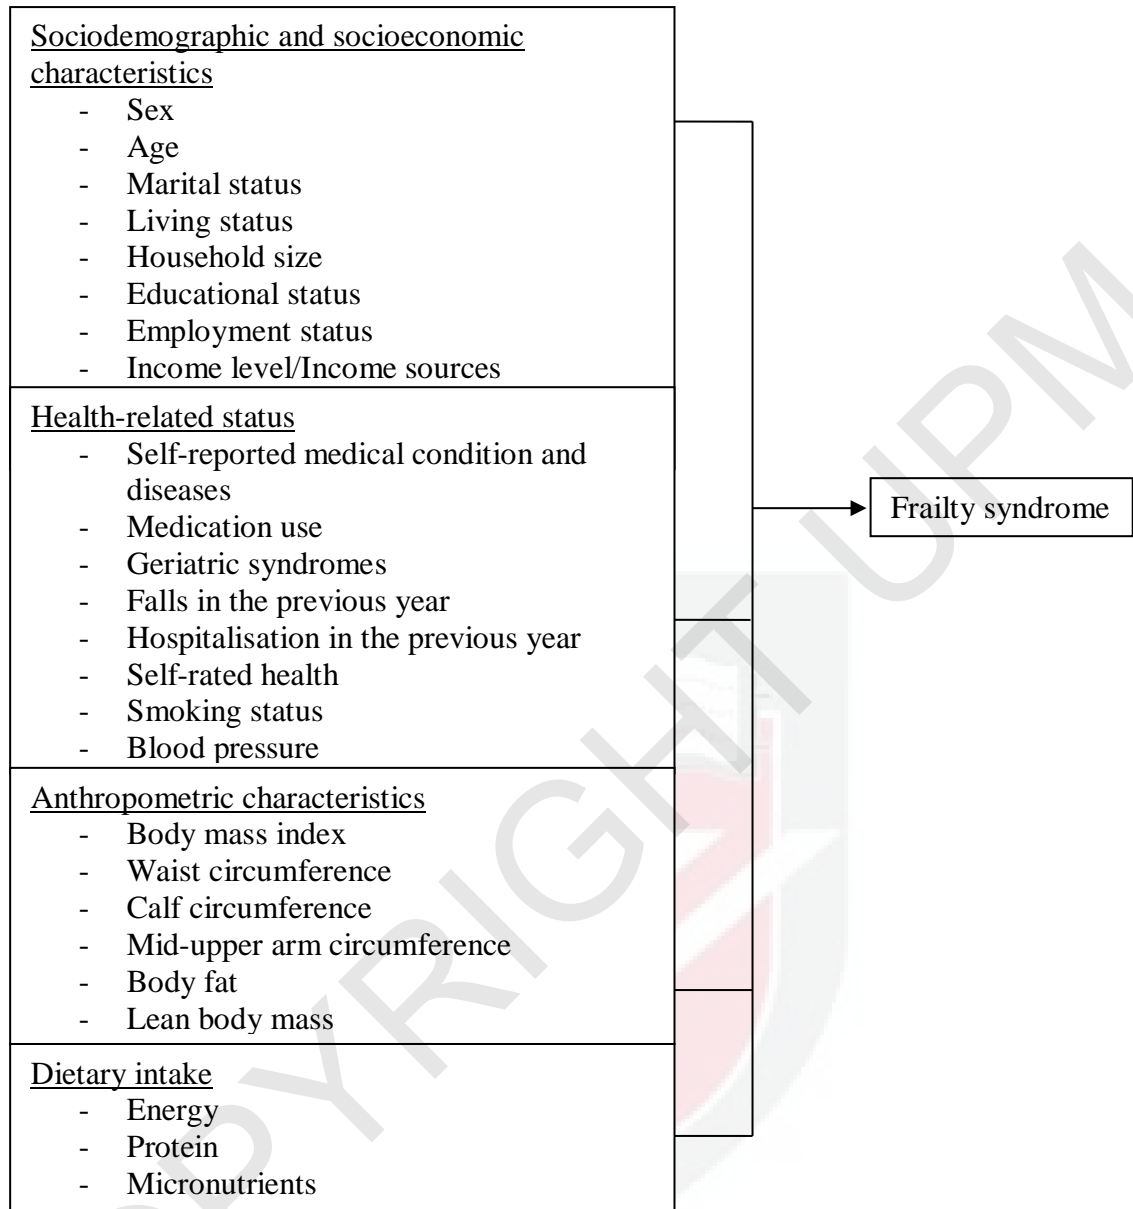 Sociodemographic and socioeconomic
characteristics
- Sex
- Age
- Marital status
- Living status
- Household size
- Educational status
- Employment status
- Income level/Income sources
Health-related status
- Self-reported medical condition and
diseases
- Medication use
- Geriatric syndromes
- Falls in the previous year
- Hospitalisation in the previous year
- Self-rated health
- Smoking status
- Blood pressure
Anthropometric characteristics
- Body mass index
- Waist circumference
- Calf circumference
- Mid-upper arm circumference
- Body fat
- Lean body mass
Dietary intake
- Energy
- Protein
- Micronutrients
Frailty syndrome
PYRIGHT UPM